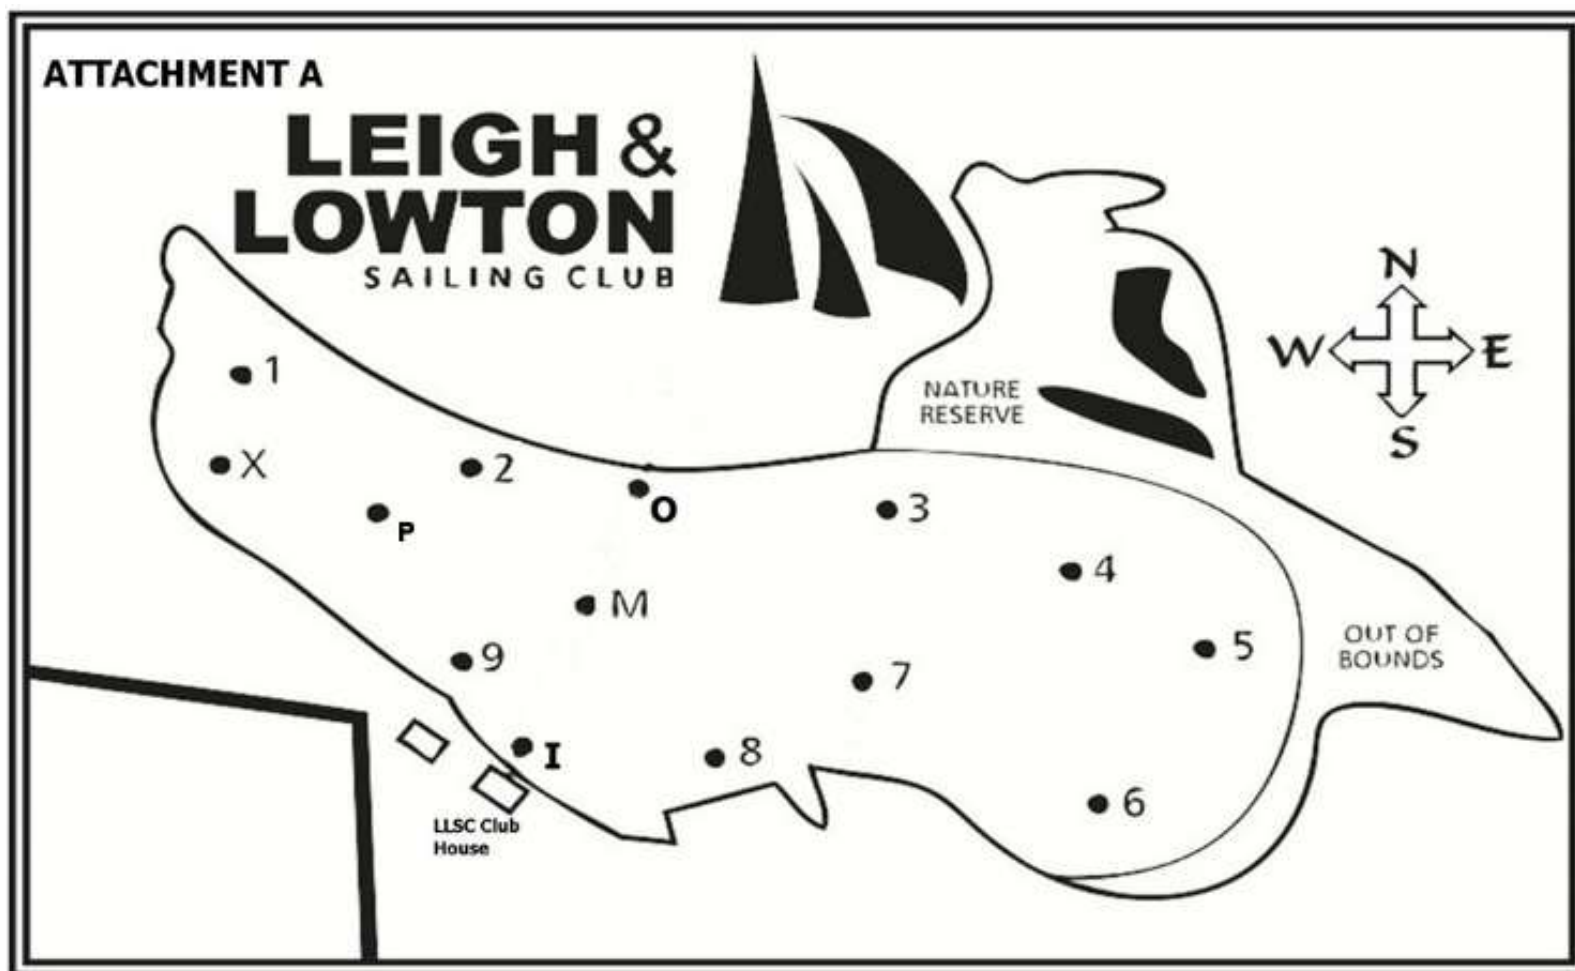 ATTACHMENT A
LEIGH &
LOWTON
SAILING CLUB
N
W
E
S
NATURE
RESERVE
1
X
2
P
O
3
4
M
9
5
OUT OF
BOUNDS
7
I
8
6
LLSC Club
House